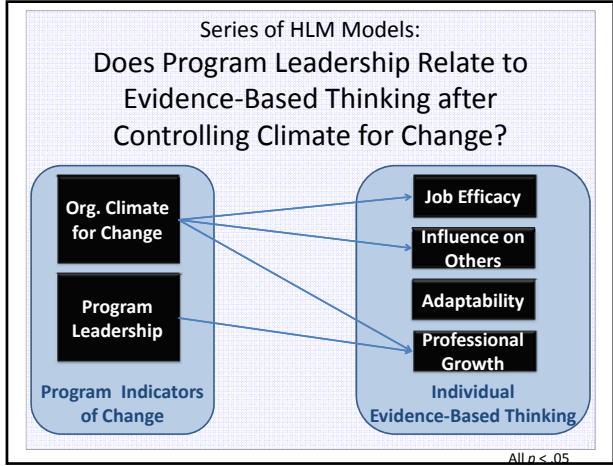 Series of HLM Models:
Does Program Leadership Relate to
Evidence-Based Thinking after
Controlling Climate for Change?
Org. Climate
for Change
Program
Leadership
Program Indicators
of Change
Job Efficacy
Influence on
Others
Adaptability
Professional
Growth
Individual
Evidence-Based Thinking
All p < .05